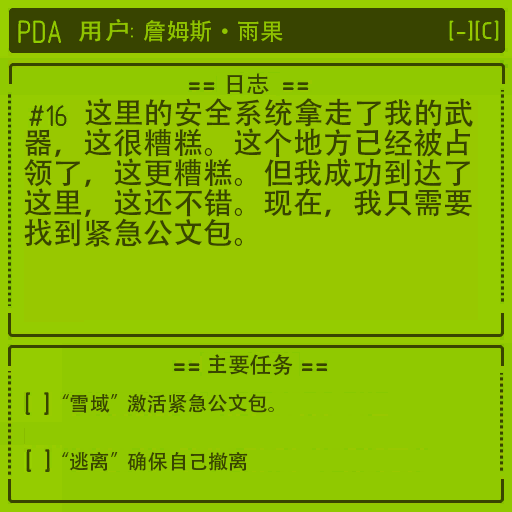 PDA 用户: 詹姆斯·雨果 [-][C]
== 日志 ==
#16 这里的安全系统拿走了我的武
器，这很糟糕。这个地方已经被占
领了，这更糟糕。但我成功到达了
这里，这还不错。现在，我只需要
找到紧急公文包。
== 主要任务 ==
[ ] “雪域” 激活紧急公文包。
[ ] “逃离” 确保自己撤离